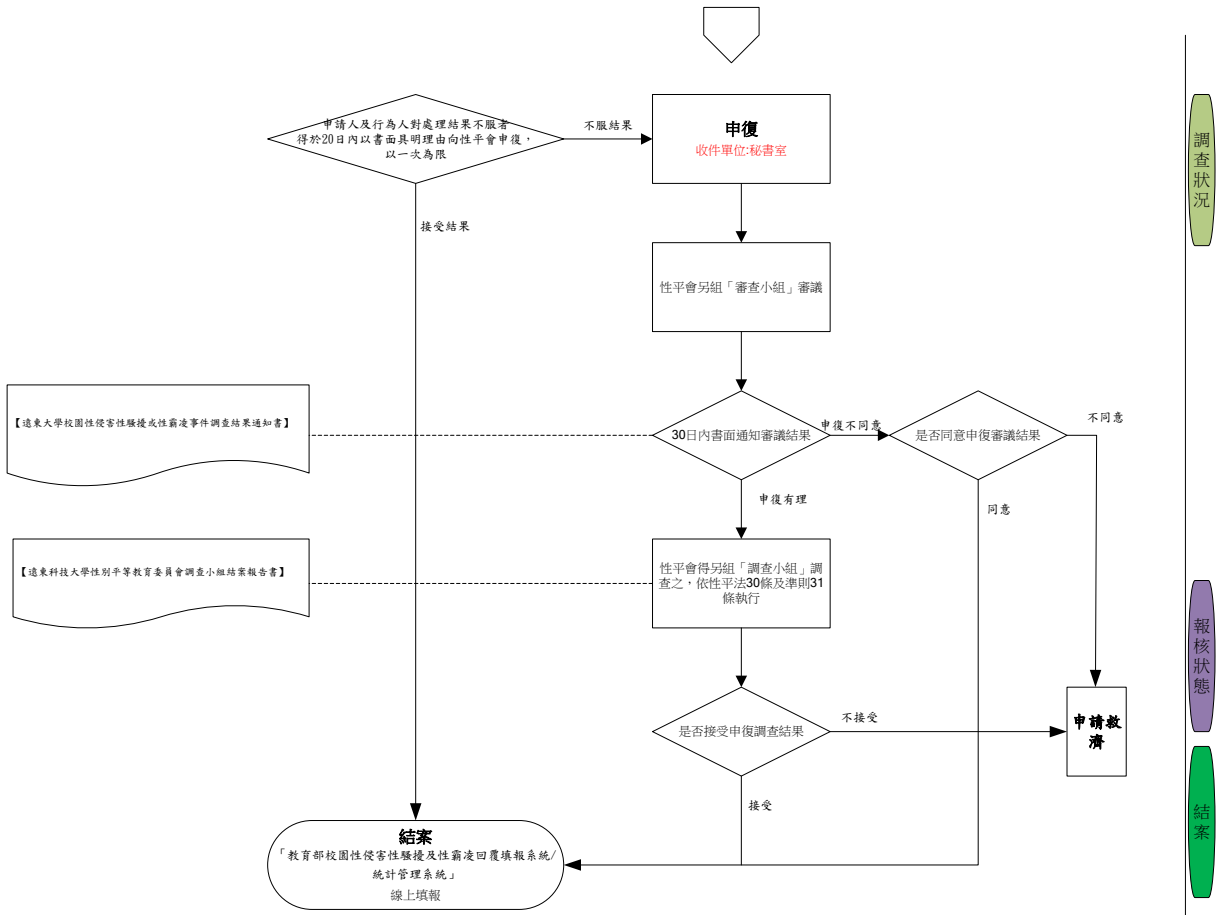 申請人及行為人對處理結果不服者
得於20日內以書面具明理由向性平會申復，
以一次為限
不服結果
申復
收件單位:秘書室
調查狀況
接受結果
性平會另組「審查小組」審議
【遠東大學校園性侵害性騷擾或性霸凌事件調查結果通知書】
30日內書面通知審議結果
申復不同意
是否同意申復審議結果
不同意
申復有理
同意
【遠東科技大學性別平等教育委員會調查小組結案報告書】
性平會得另組「調查小組」調
查之，依性平法30條及準則31
條執行
報核狀態
是否接受申復調查結果
不接受
申請救
濟
接受
結案
「教育部校園性侵害性騷擾及性霸凌回覆填報系統/
統計管理系統」
線上填報
結案